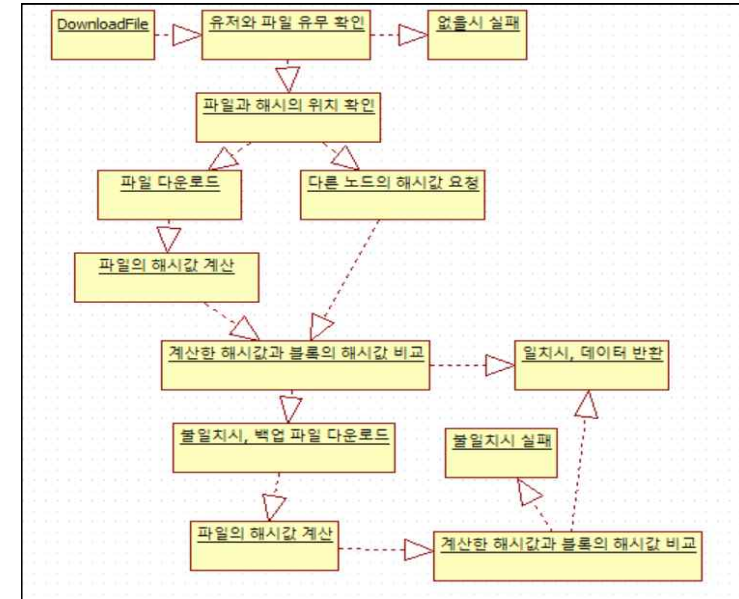 DownloadFile
유저와 파일 유무 확인
없을시 실패
파일과 해시의 위치 확인
파일 다운로드
다른 노드의 해시값 요청
파일의 해시값 계산
계산한 해시값과 블록의 해시값 비교
일치시, 데이터 반환
불일치시, 백업 파일 다운로드
불일치시 실패
파일의 해시값 계산
계산한 해시값과 블록의 해시값 비교